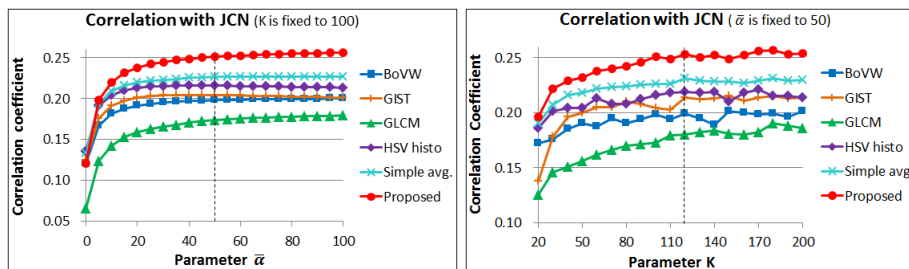 Correlation with JCN (K is fixed to 100)
Correlation coefficient
0.25
0.20
0.15
0.10
0.05
0 20 40 60 80 100
Parameter ᾱ
BoVW
GIST
GLCM
HSV histo
Simple avg.
Proposed
Correlation with JCN ( ᾱ is fixed to 50)
Correlation Coefficient
0.25
0.20
0.15
0.10
20 50 80 110 140 170 200
Parameter K
BoVW
GIST
GLCM
HSV histo
Simple avg.
Proposed